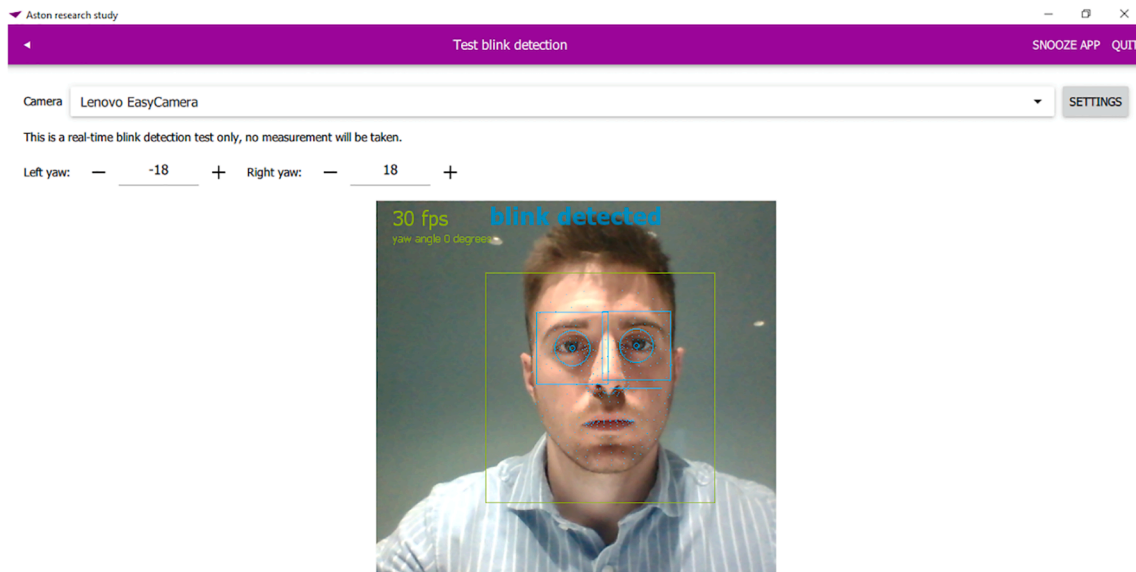 Aston research study
Test blink detection
SNOOZE APP QUIT
Camera Lenovo EasyCamera SETTINGS
This is a real-time blink detection test only, no measurement will be taken.
Left yaw: − -18 + Right yaw: − 18 +
30 fps blink detected
yaw angle 0 degrees